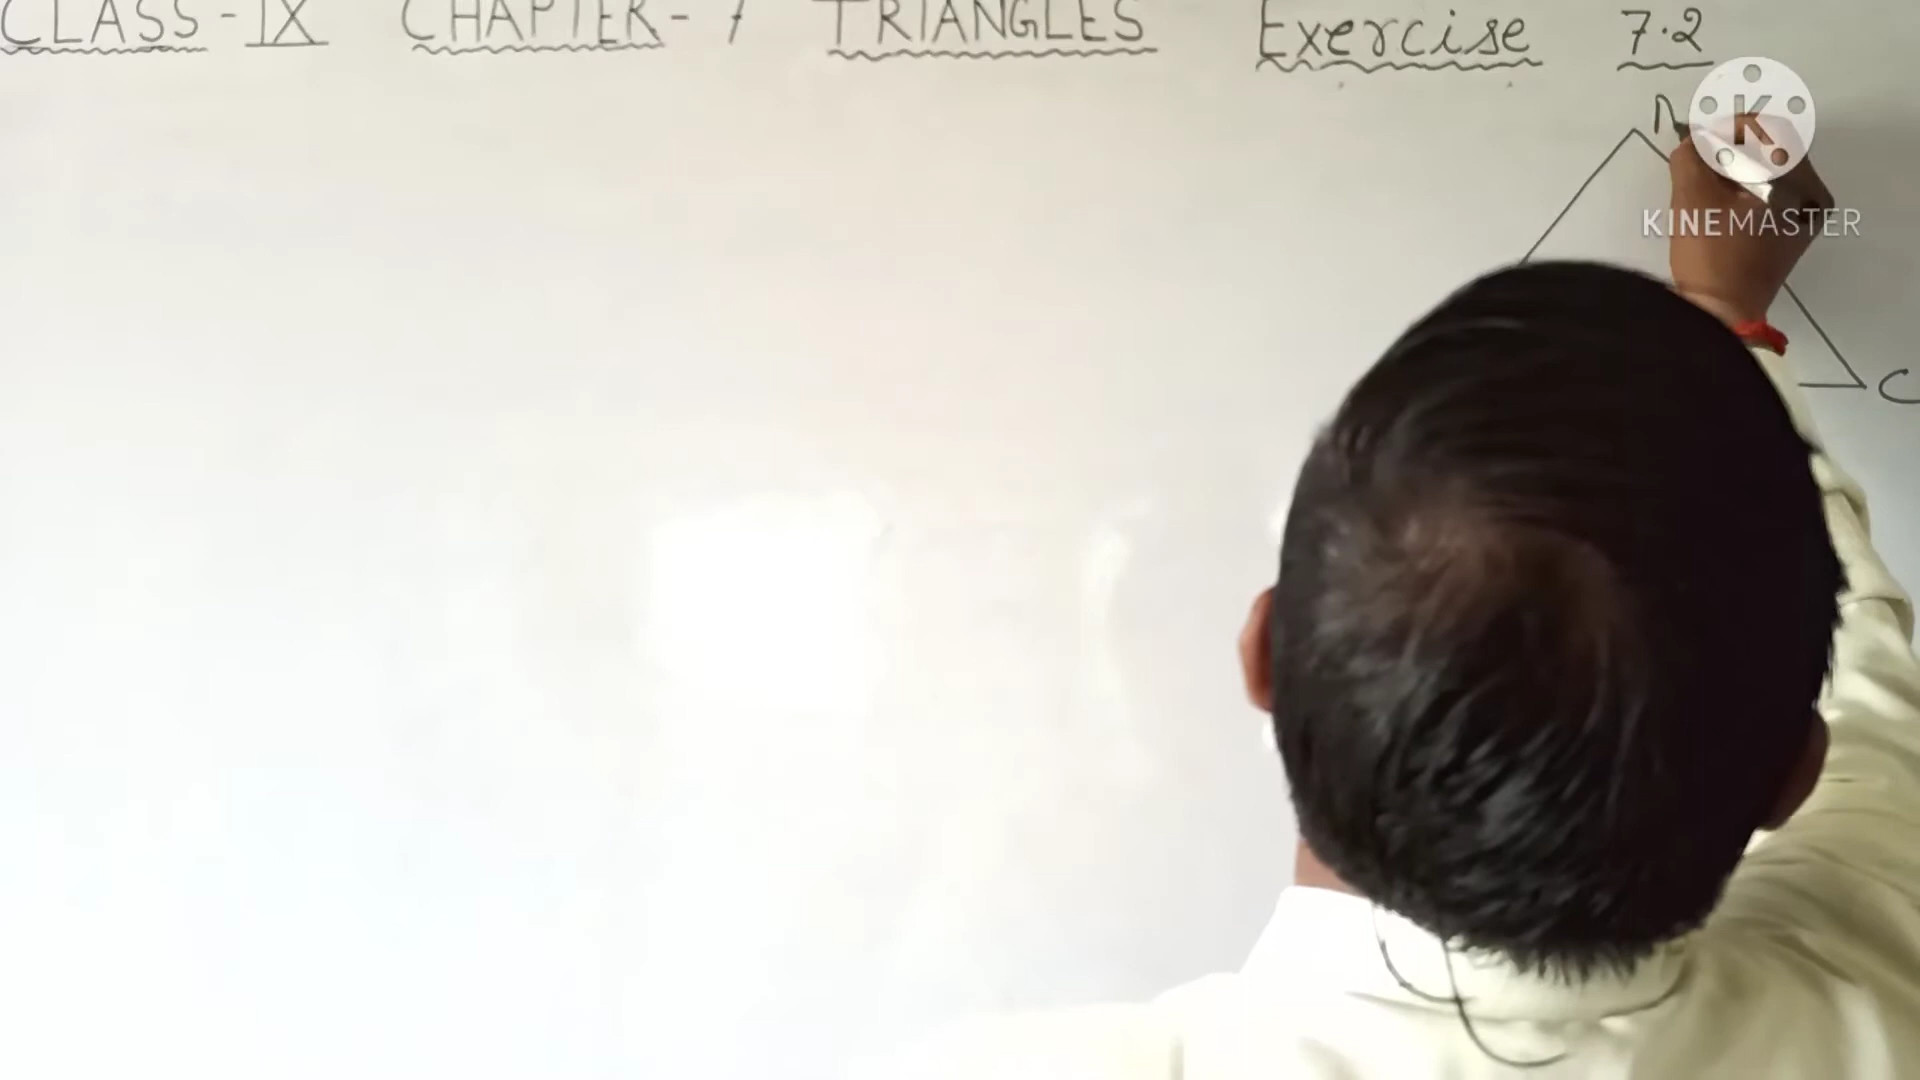 CLASS - IX CHAPTER - 7 TRIANGLES Exercise 7.2
K
KINEMASTER
C